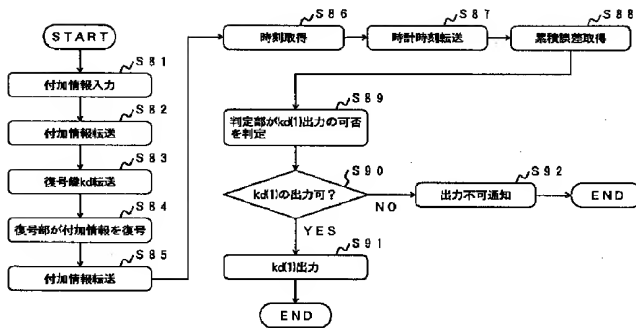 START
S81
付加情報入力
S82
付加情報転送
S83
復号鍵kd転送
S84
復号部が付加情報を復号
S85
付加情報転送
S86
時刻取得
S87
時計時刻転送
S88
累積誤差取得
S89
判定部がkd(1)出力の可否
を判定
S90
kd(1)の出力可?
NO
YES
S92
出力不可通知
END
S91
kd(1)出力
END